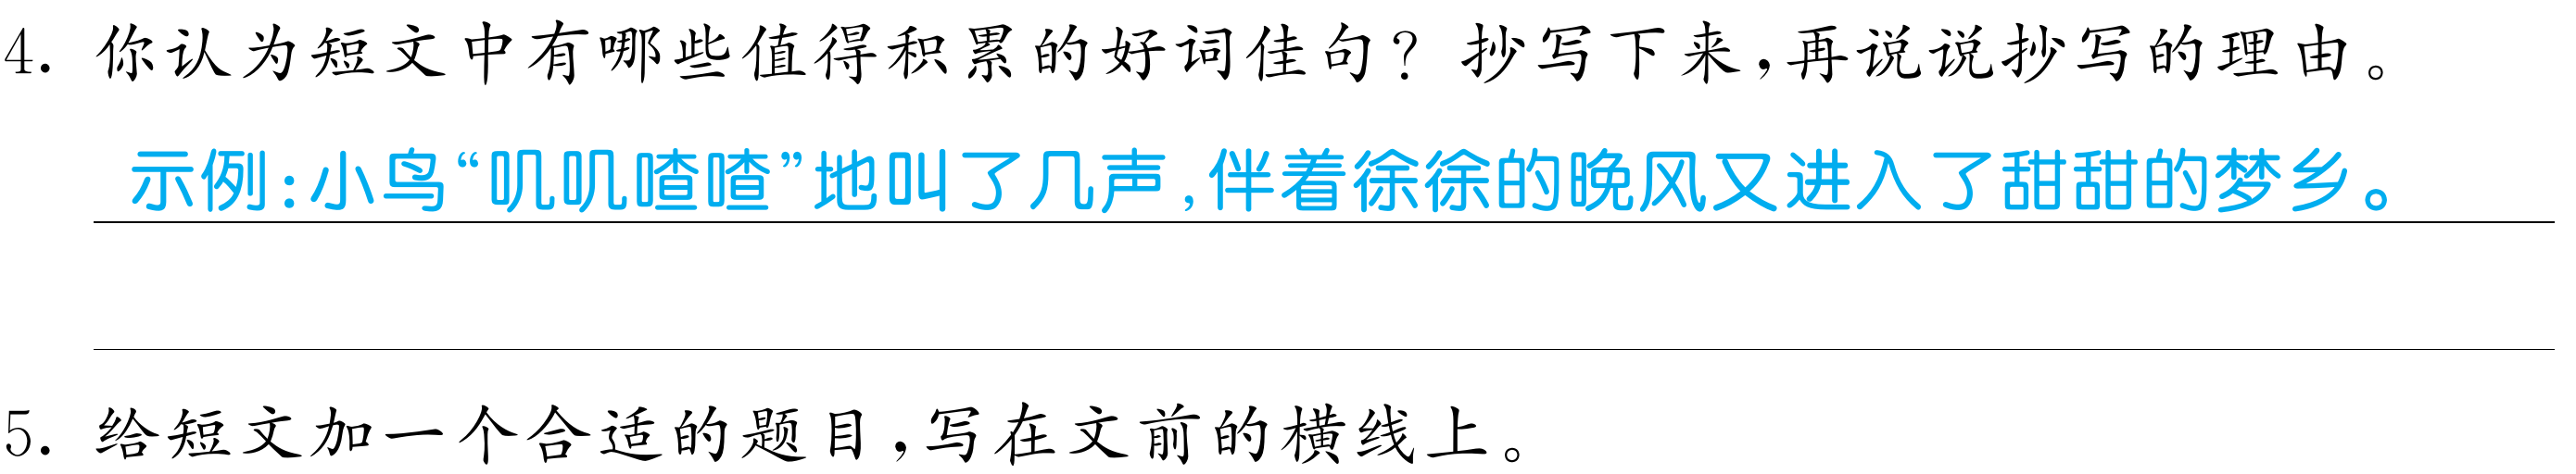 4. 你认为短文中有哪些值得积累的好词佳句？抄写下来,再说说抄写的理由。
示例:小鸟“叽叽喳喳”地叫了几声,伴着徐徐的晚风又进入了甜甜的梦乡。
5. 给短文加一个合适的题目,写在文前的横线上。